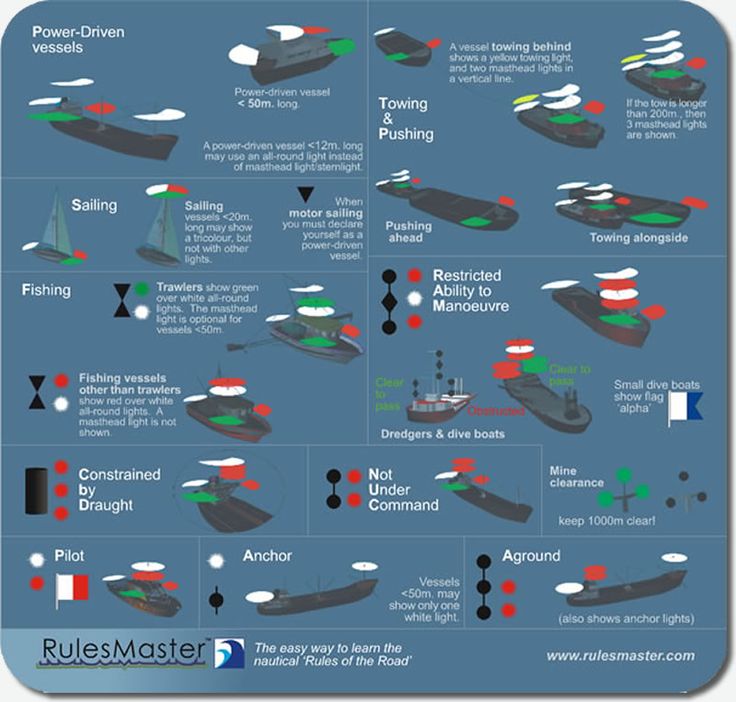 Power-Driven
vessels
Power-driven vessel
< 50m. long.
A power-driven vessel <12m. long
may use an all-round light instead
of masthead light/sternlight.
A vessel towing behind
shows a yellow towing light,
and two masthead lights in
a vertical line.
Towing
&
Pushing
If the tow is longer
than 200m., then
3 masthead lights
are shown.
Pushing
ahead
Towing alongside
Sailing
Sailing
vessels <20m.
long may show
a tricolour, but
not with other
lights.
When
motor sailing
you must declare
yourself as a
power-driven
vessel.
Fishing
Trawlers show green
over white all-round
lights. The masthead
light is optional for
vessels <50m.
Fishing vessels
other than trawlers
show red over white
all-round lights. A
masthead light is not
shown.
Restricted
Ability to
Manoeuvre
Clear
to
pass
Obstructed
Clear to
pass
Dredgers & dive boats
Small dive boats
show flag
'alpha'
Constrained
by
Draught
Not
Under
Command
Mine
clearance
keep 1000m clear!
Pilot
Anchor
Vessels
<50m. may
show only one
white light.
Aground
(also shows anchor lights)
RulesMaster™
The easy way to learn the
nautical 'Rules of the Road'
www.rulesmaster.com